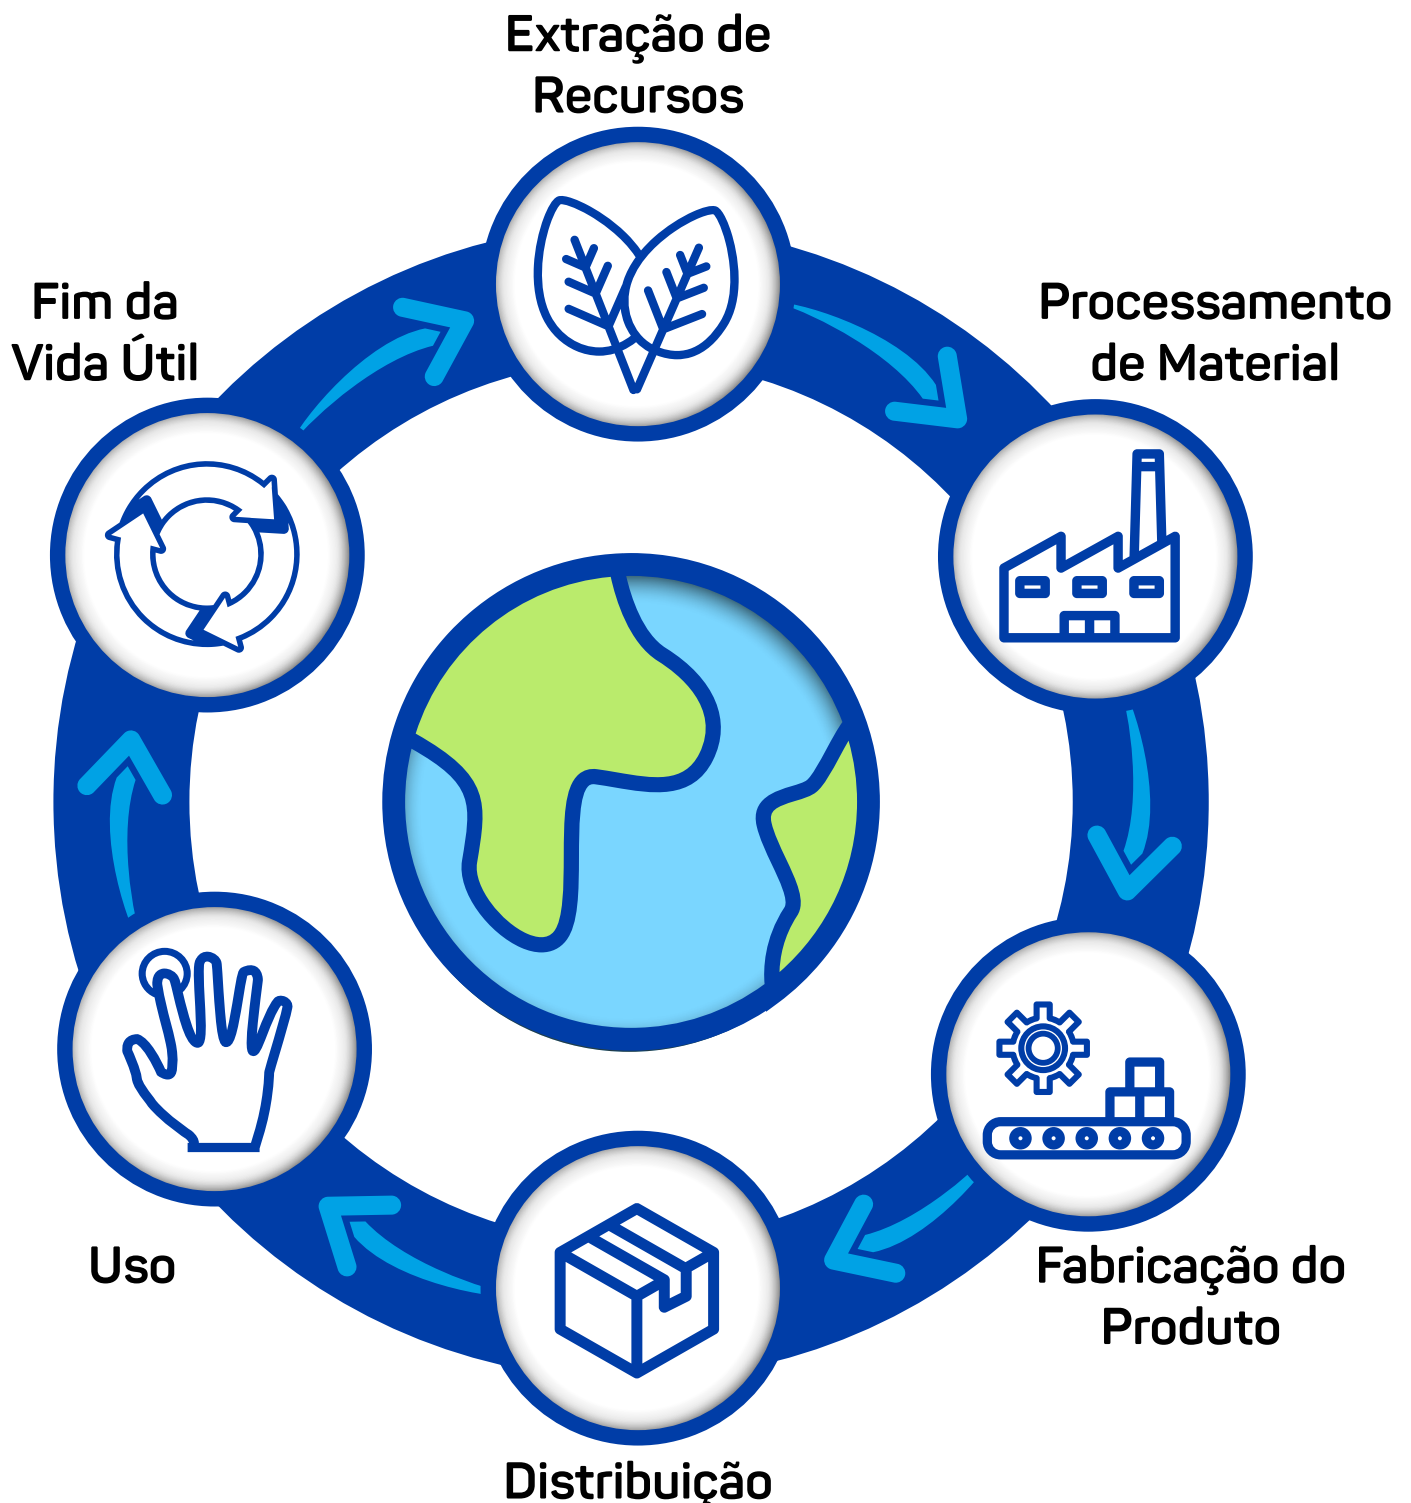 Extração de
Recursos
Processamento
de Material
Fabricação do
Produto
Distribuição
Uso
Fim da
Vida Útil